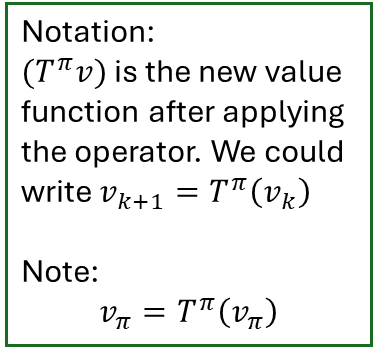 Notation:
(T^π v) is the new value
function after applying
the operator. We could
write v_{k+1} = T^π(v_k)
Note:
v_π = T^π(v_π)